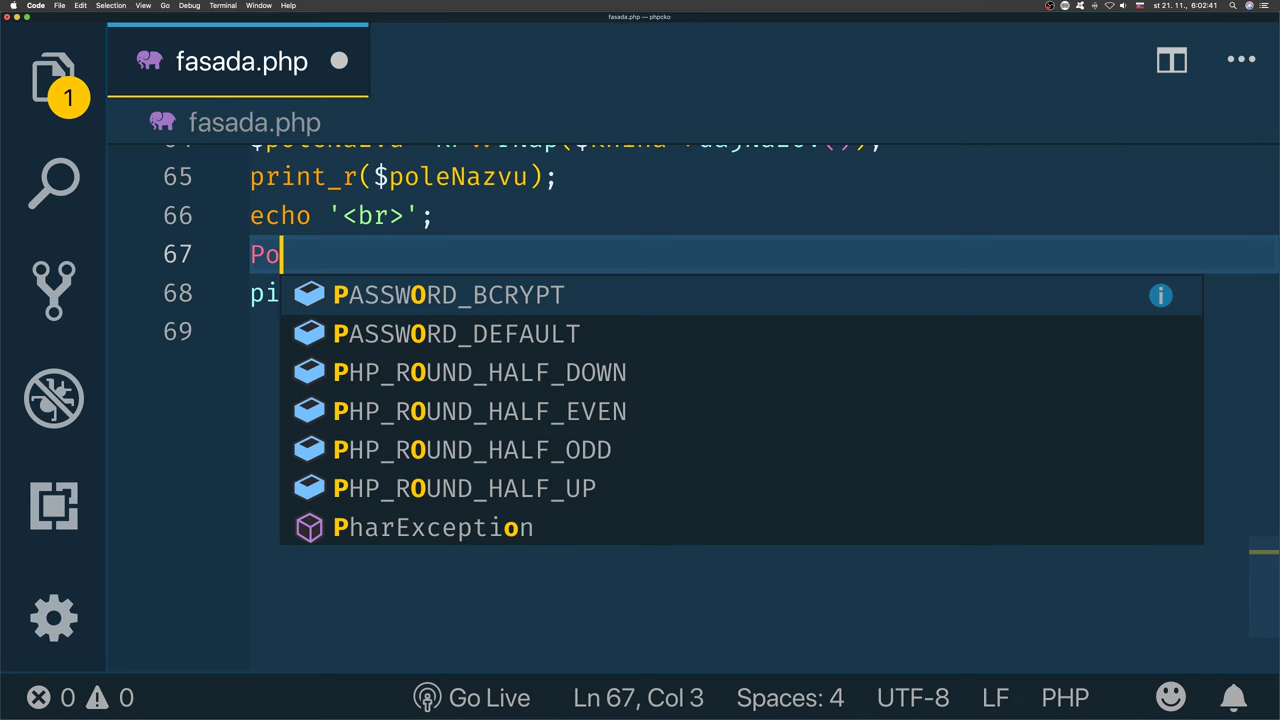 Code File Edit Selection View Go Debug Terminal Window Help st 21. 11., 6:02:41
fasada.php — phpcko
fasada.php
1
fasada.php
65 print_r($poleNazvu);
66 echo '<br>';
67 Po
68 pi
PASSWORD_BCRYPT
PASSWORD_DEFAULT
PHP_ROUND_HALF_DOWN
PHP_ROUND_HALF_EVEN
PHP_ROUND_HALF_ODD
PHP_ROUND_HALF_UP
PharException
69
0 0 Go Live Ln 67, Col 3 Spaces: 4 UTF-8 LF PHP